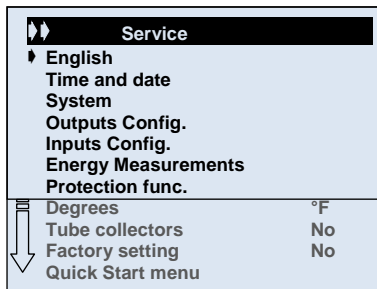 Service
English
Time and date
System
Outputs Config.
Inputs Config.
Energy Measurements
Protection func.
Degrees °F
Tube collectors No
Factory setting No
Quick Start menu